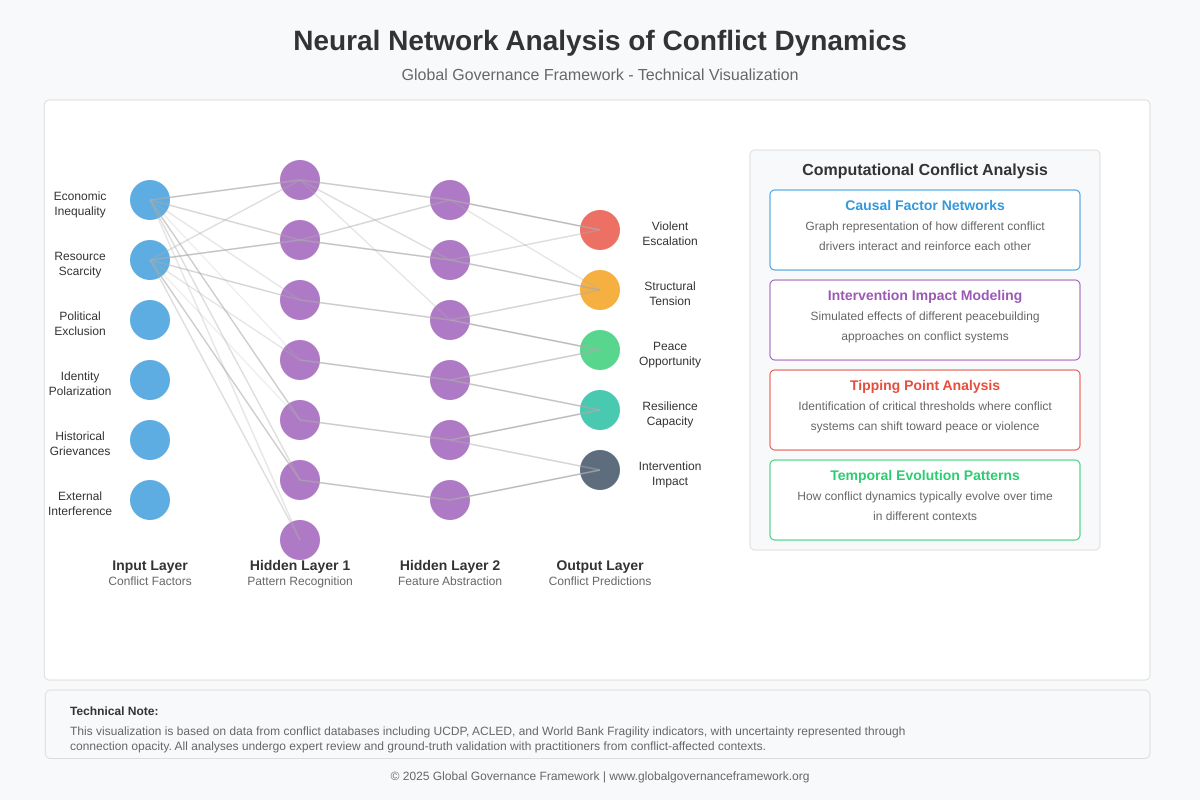 Neural Network Analysis of Conflict Dynamics
Global Governance Framework - Technical Visualization
Economic
Inequality
Resource
Scarcity
Political
Exclusion
Identity
Polarization
Historical
Grievances
External
Interference
Violent
Escalation
Structural
Tension
Peace
Opportunity
Resilience
Capacity
Intervention
Impact
Input Layer
Conflict Factors
Hidden Layer 1
Pattern Recognition
Hidden Layer 2
Feature Abstraction
Output Layer
Conflict Predictions
Computational Conflict Analysis
Causal Factor Networks
Graph representation of how different conflict
drivers interact and reinforce each other
Intervention Impact Modeling
Simulated effects of different peacebuilding
approaches on conflict systems
Tipping Point Analysis
Identification of critical thresholds where conflict
systems can shift toward peace or violence
Temporal Evolution Patterns
How conflict dynamics typically evolve over time
in different contexts
Technical Note:
This visualization is based on data from conflict databases including UCDP, ACLED, and World Bank Fragility indicators, with uncertainty represented through
connection opacity. All analyses undergo expert review and ground-truth validation with practitioners from conflict-affected contexts.
© 2025 Global Governance Framework | www.globalgovernanceframework.org